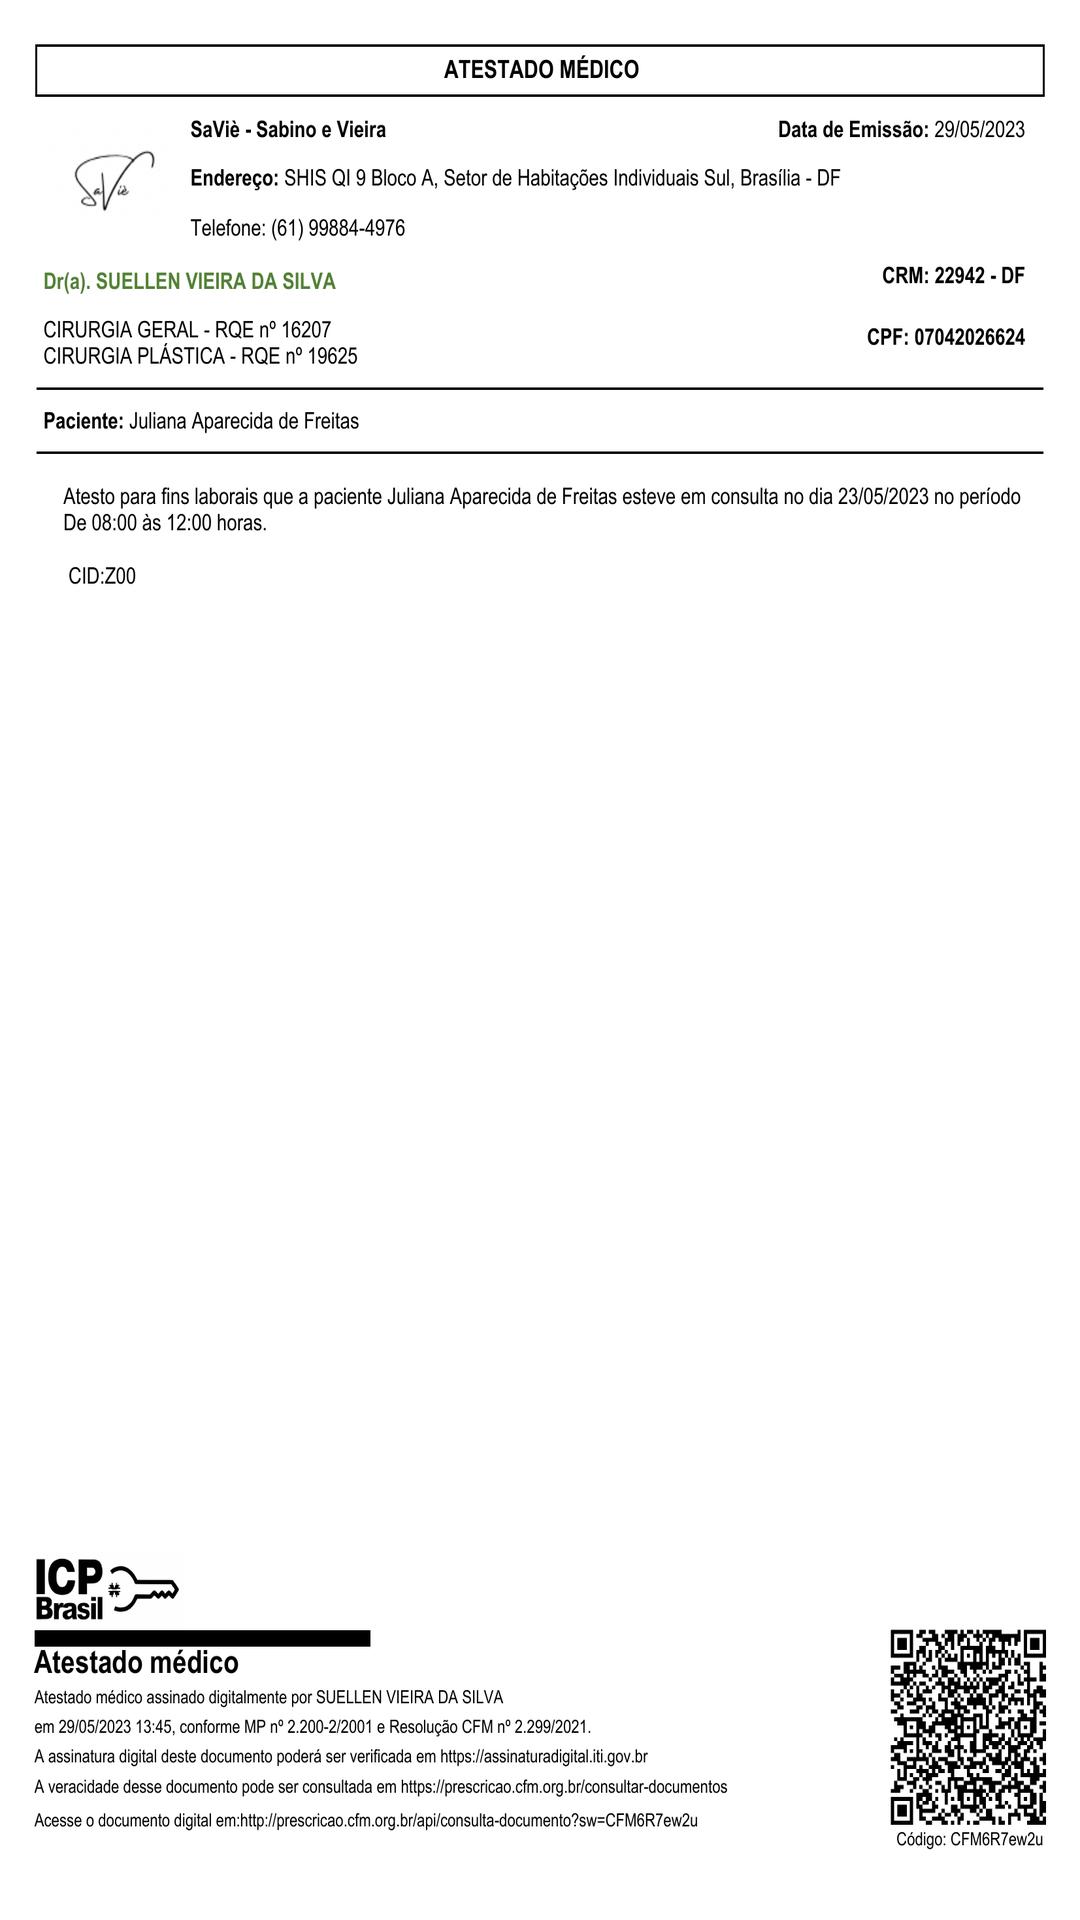 ATESTADO MÉDICO
SaViè - Sabino e Vieira
Data de Emissão: 29/05/2023
SaViè
Endereço: SHIS QI 9 Bloco A, Setor de Habitações Individuais Sul, Brasília - DF
Telefone: (61) 99884-4976
Dr(a). SUELLEN VIEIRA DA SILVA
CRM: 22942 - DF
CIRURGIA GERAL - RQE nº 16207
CIRURGIA PLÁSTICA - RQE nº 19625
CPF: 07042026624
Paciente: Juliana Aparecida de Freitas
Atesto para fins laborais que a paciente Juliana Aparecida de Freitas esteve em consulta no dia 23/05/2023 no período
De 08:00 às 12:00 horas.
CID:Z00
ICP
Brasil
Atestado médico
Atestado médico assinado digitalmente por SUELLEN VIEIRA DA SILVA
em 29/05/2023 13:45, conforme MP nº 2.200-2/2001 e Resolução CFM nº 2.299/2021.
A assinatura digital deste documento poderá ser verificada em https://assinaturadigital.iti.gov.br
A veracidade desse documento pode ser consultada em https://prescricao.cfm.org.br/consultar-documentos
Acesse o documento digital em:http://prescricao.cfm.org.br/api/consulta-documento?sw=CFM6R7ew2u
Código: CFM6R7ew2u